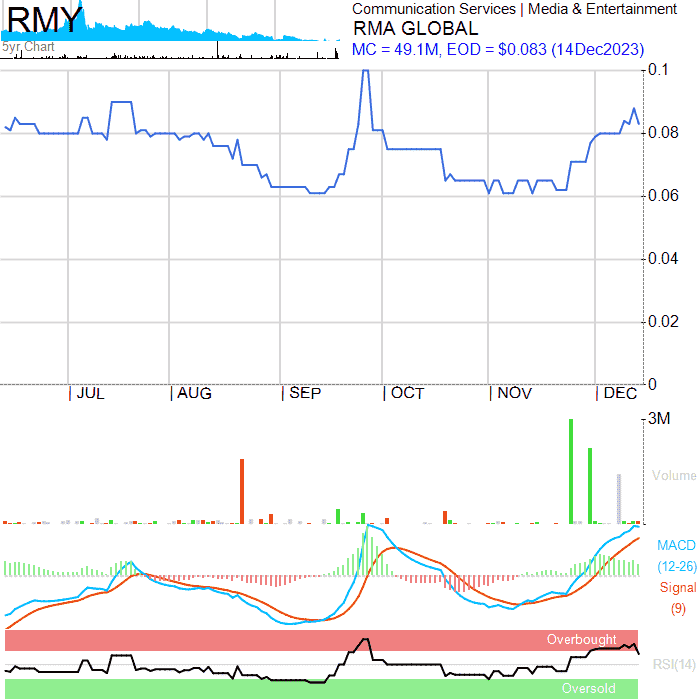 RMY
5yr. Chart
Communication Services | Media & Entertainment
RMA GLOBAL
MC = 49.1M, EOD = $0.083 (14Dec2023)
0.1
0.08
0.06
0.04
0.02
0
JUL AUG SEP OCT NOV DEC
3M
Volume
MACD
(12-26)
Signal
(9)
Overbought
RSI(14)
Oversold